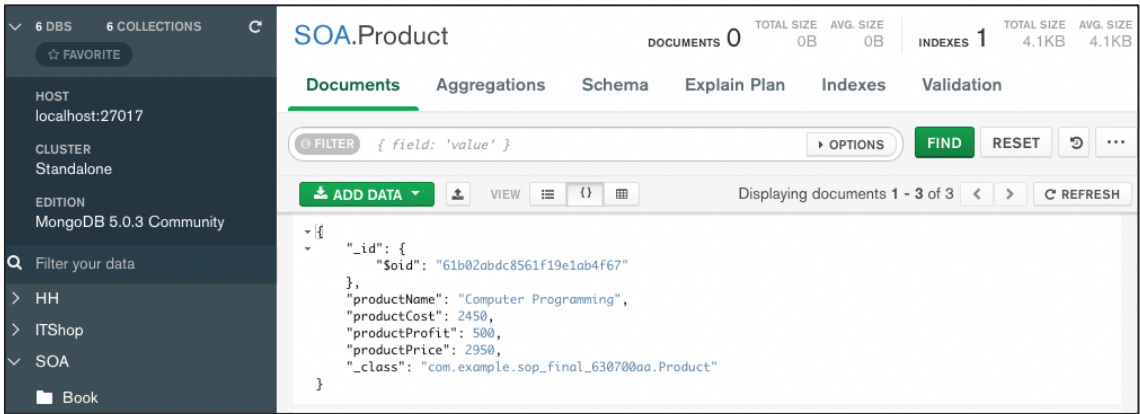 6 DBS 6 COLLECTIONS
☆ FAVORITE
HOST
localhost:27017
CLUSTER
Standalone
EDITION
MongoDB 5.0.3 Community
Filter your data
HH
ITShop
SOA
Book
SOA.Product
DOCUMENTS 0 TOTAL SIZE 0B AVG. SIZE 0B INDEXES 1 TOTAL SIZE 4.1KB AVG. SIZE 4.1KB
Documents Aggregations Schema Explain Plan Indexes Validation
FILTER { field: 'value' } OPTIONS FIND RESET ...
ADD DATA VIEW {} Displaying documents 1 - 3 of 3 < > REFRESH
{
"_id": {
"$oid": "61b02abdc8561f19e1ab4f67"
},
"productName": "Computer Programming",
"productCost": 2450,
"productProfit": 500,
"productPrice": 2950,
"_class": "com.example.sop_final_630700aa.Product"
}